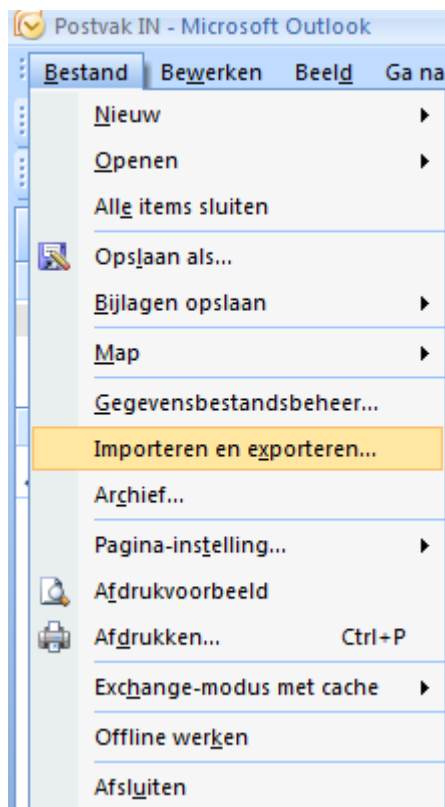 Postvak IN - Microsoft Outlook
Bestand Bewerken Beeld Ga na
Nieuw
Openen
Alle items sluiten
Opslaan als...
Bijlagen opslaan
Map
Gegevensbestandsbeheer...
Importeren en exporteren...
Archief...
Pagina-instelling...
Afdrukvoorbeeld
Afdrukken... Ctrl+P
Exchange-modus met cache
Offline werken
Afsluiten